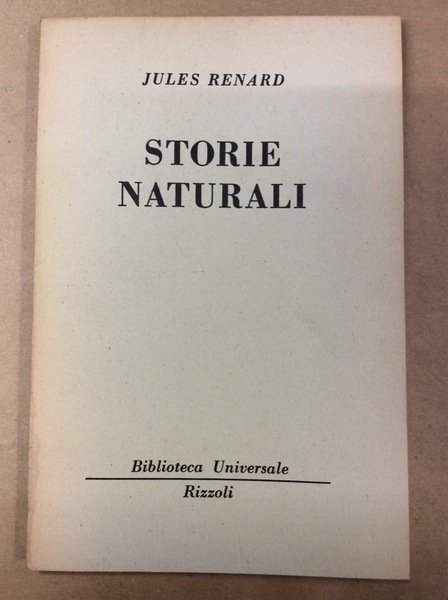 JULES RENARD
STORIE
NATURALI
Biblioteca Universale
Rizzoli